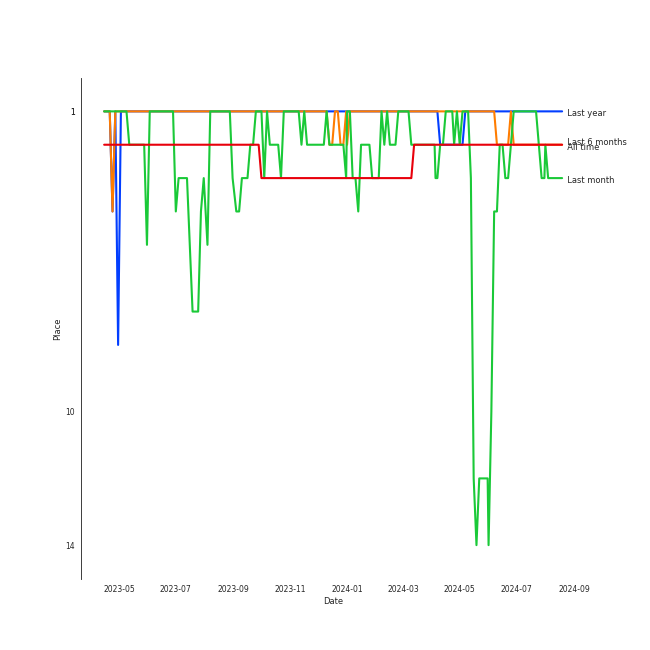 1
Last year
Last 6 months
All time
Last month
Place
10
14
2023-05 2023-07 2023-09 2023-11 2024-01 2024-03 2024-05 2024-07 2024-09
Date